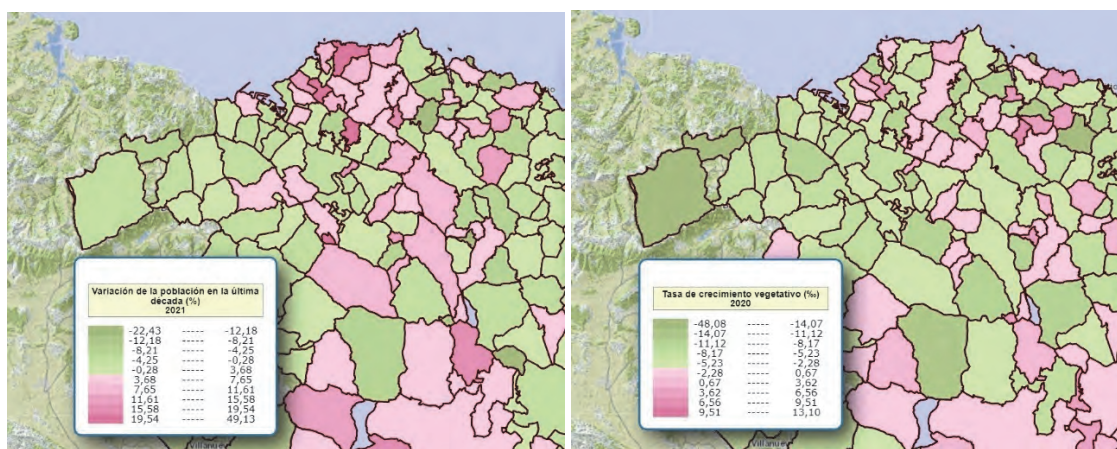 Variación de la población en la última
década (%)
2021
-22,43 ----- -12,18
-12,18 ----- -8,21
-8,21 ----- -4,25
-4,25 ----- -0,28
-0,28 ----- 3,68
3,68 ----- 7,65
7,65 ----- 11,61
11,61 ----- 15,58
15,58 ----- 19,54
19,54 ----- 49,13
Tasa de crecimiento vegetativo (‰)
2020
-48,08 ----- -14,07
-14,07 ----- -11,12
-11,12 ----- -8,17
-8,17 ----- -5,23
-5,23 ----- -2,28
-2,28 ----- 0,67
0,67 ----- 3,62
3,62 ----- 6,56
6,56 ----- 9,51
9,51 ----- 13,10